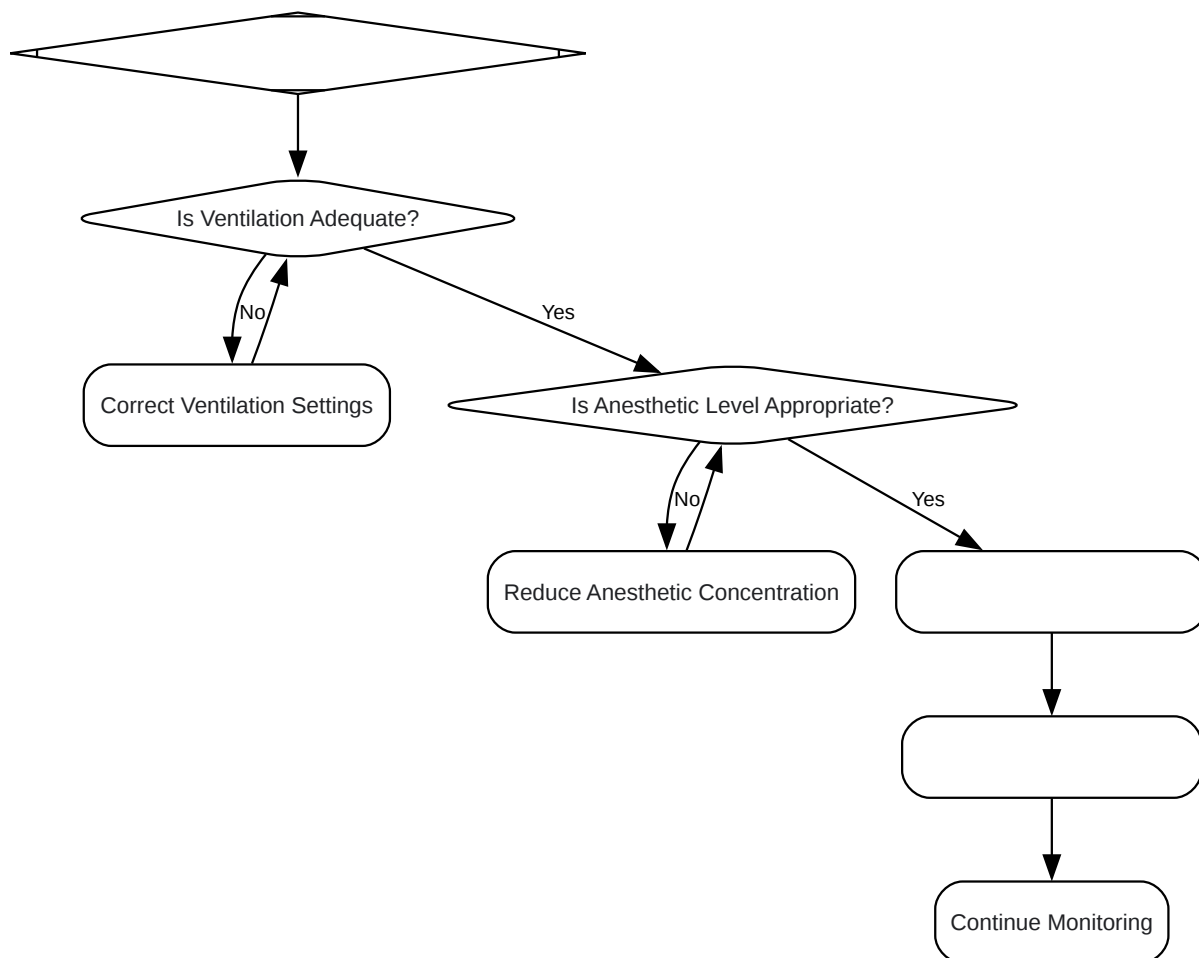 Is Ventilation Adequate?
No
Yes
Correct Ventilation Settings
Is Anesthetic Level Appropriate?
No
Yes
Reduce Anesthetic Concentration
Continue Monitoring